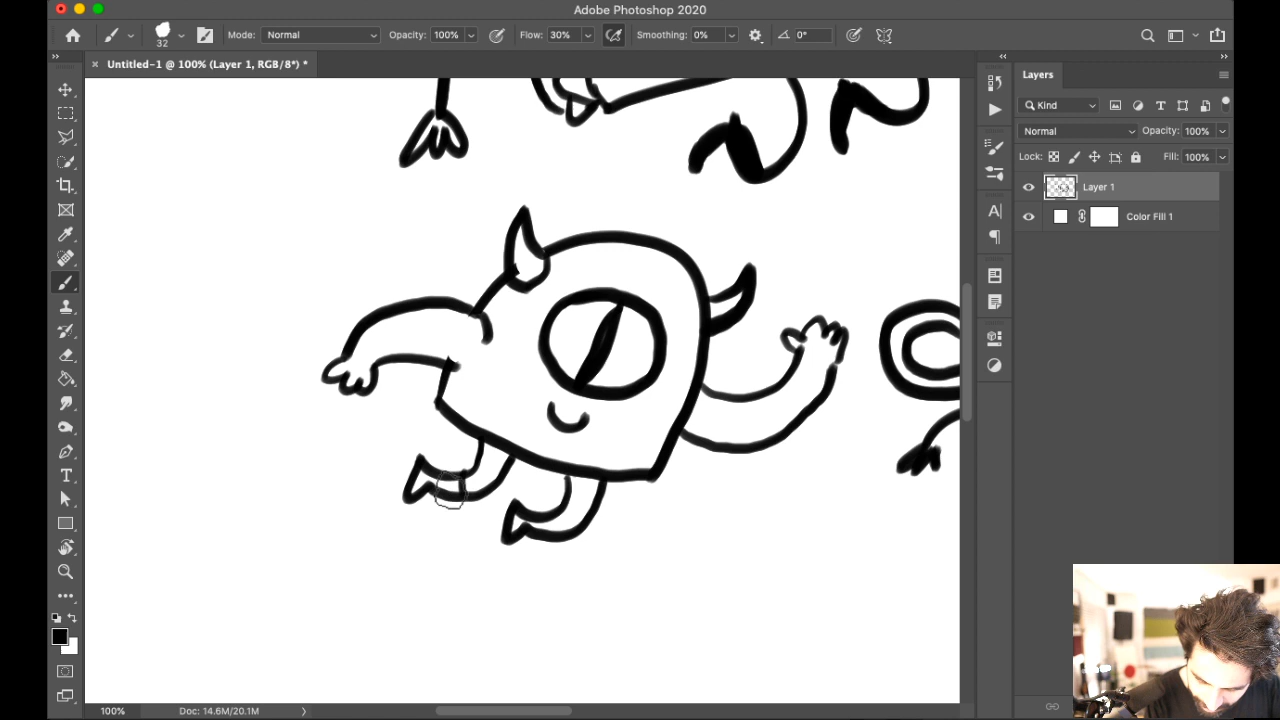 Adobe Photoshop 2020
32
Mode: Normal
Opacity: 100%
Flow: 30%
Smoothing: 0%
0°
Untitled-1 @ 100% (Layer 1, RGB/8*) *
Layers
Kind
Normal
Opacity: 100%
Lock:
Fill: 100%
Layer 1
Color Fill 1
100%
Doc: 14.6M/20.1M